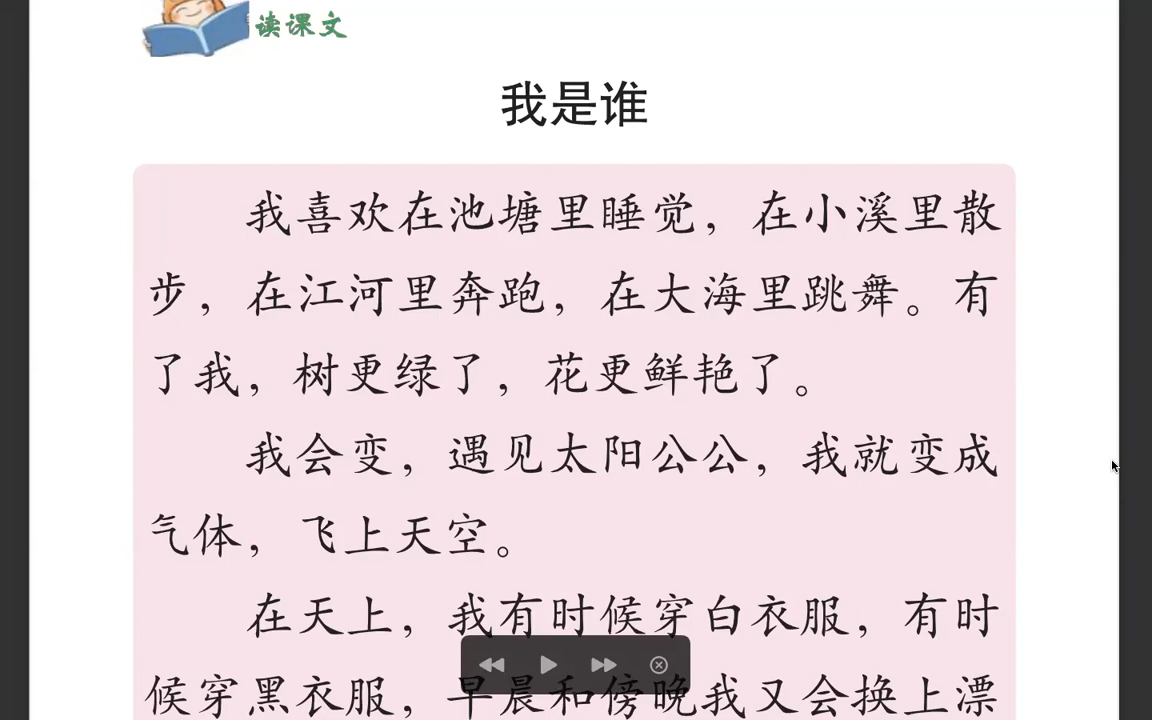 读课文
我是谁
我喜欢在池塘里睡觉，在小溪里散
步，在江河里奔跑，在大海里跳舞。有
了我，树更绿了，花更鲜艳了。
我会变，遇见太阳公公，我就变成
气体，飞上天空。
在天上，我有时候穿白衣服，有时
候穿黑衣服，早晨和傍晚我又会换上漂